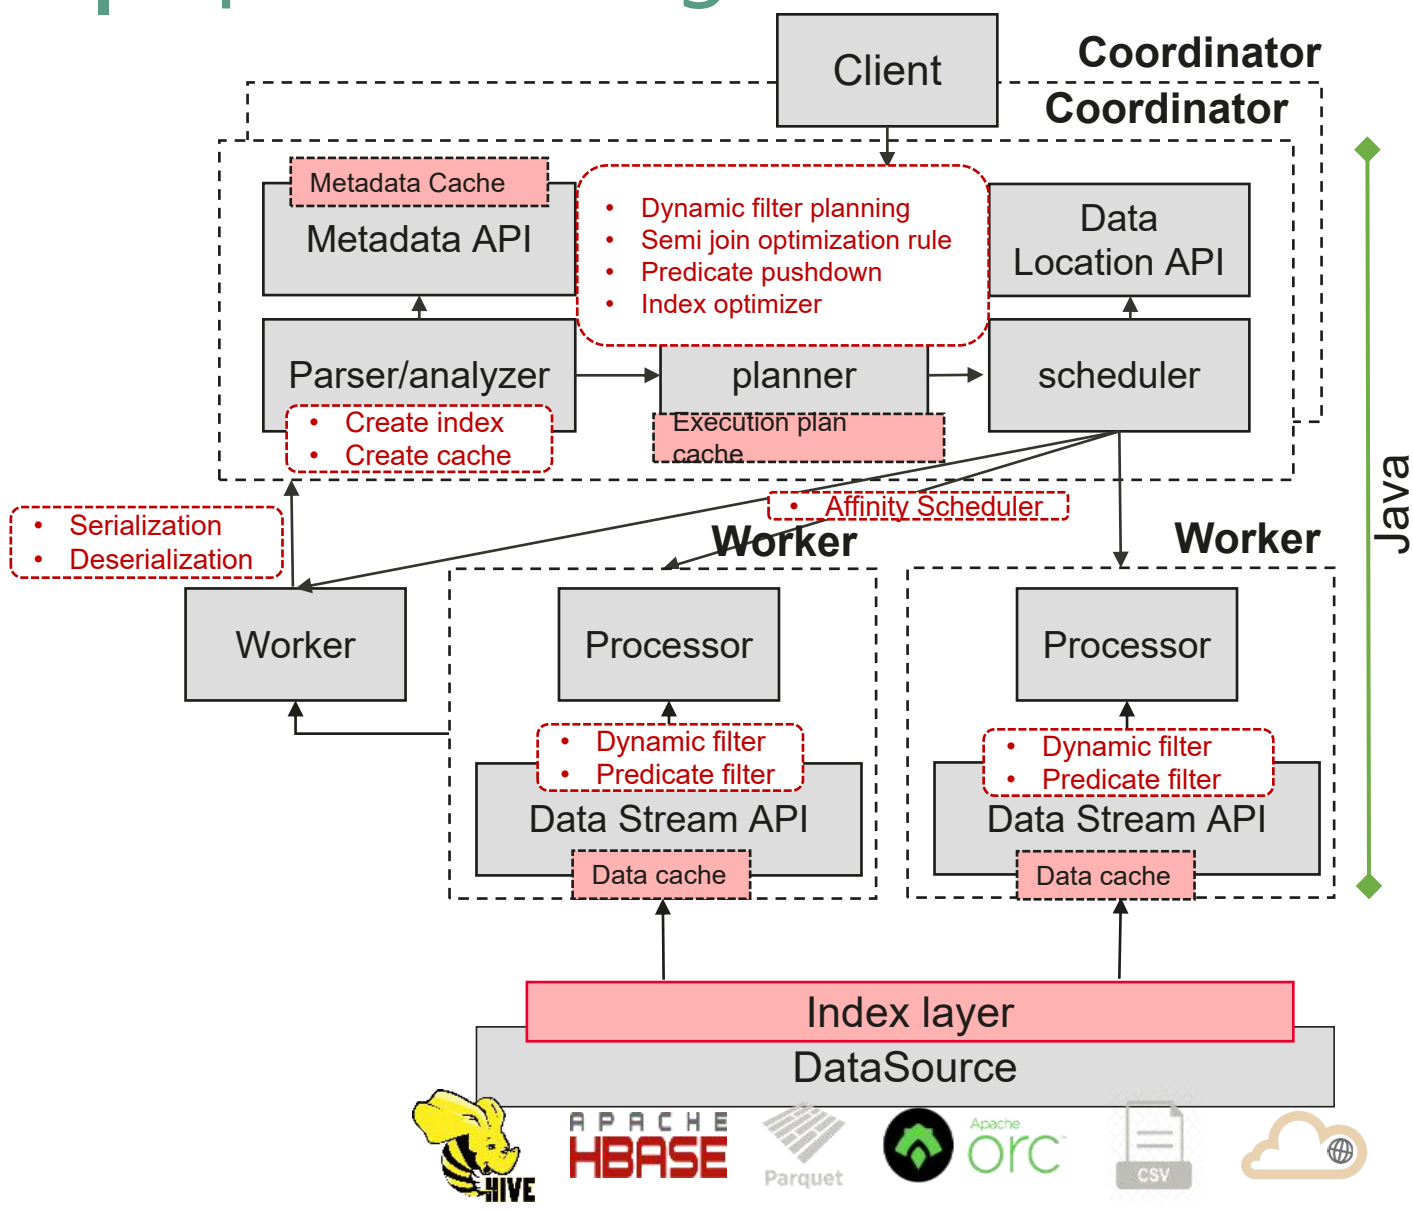 Client
Coordinator
Coordinator
Metadata Cache
Metadata API
• Dynamic filter planning
• Semi join optimization rule
• Predicate pushdown
• Index optimizer
Data
Location API
Parser/analyzer
• Create index
• Create cache
planner
Execution plan
cache
scheduler
Java
• Serialization
• Deserialization
• Affinity Scheduler
Worker
Worker
Worker
Processor
Processor
• Dynamic filter
• Predicate filter
Data Stream API
Data cache
• Dynamic filter
• Predicate filter
Data Stream API
Data cache
Index layer
DataSource
HIVE
APACHE
HBASE
Parquet
Apache
orc
CSV